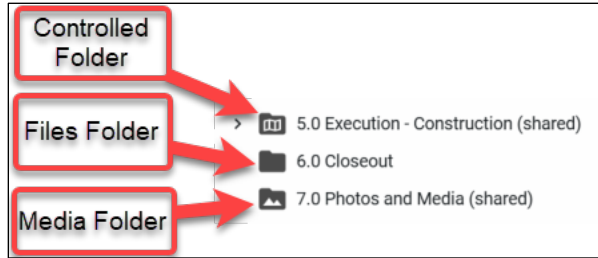 Controlled
Folder
Files Folder
Media Folder
5.0 Execution - Construction (shared)
6.0 Closeout
7.0 Photos and Media (shared)